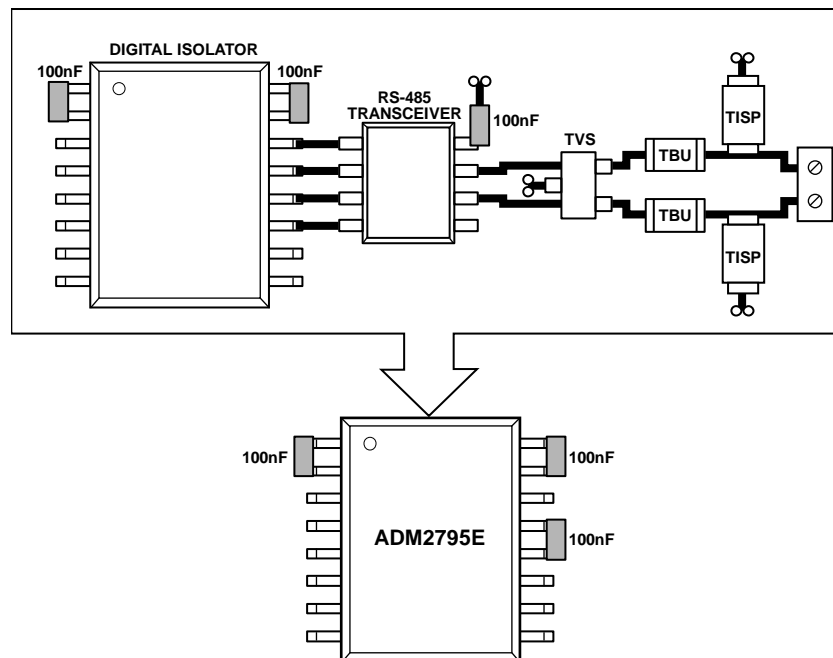 DIGITAL ISOLATOR
100nF
100nF
RS-485
TRANSCEIVER
100nF
TVS
TBU
TISP
TBU
TISP
100nF
100nF
ADM2795E
100nF